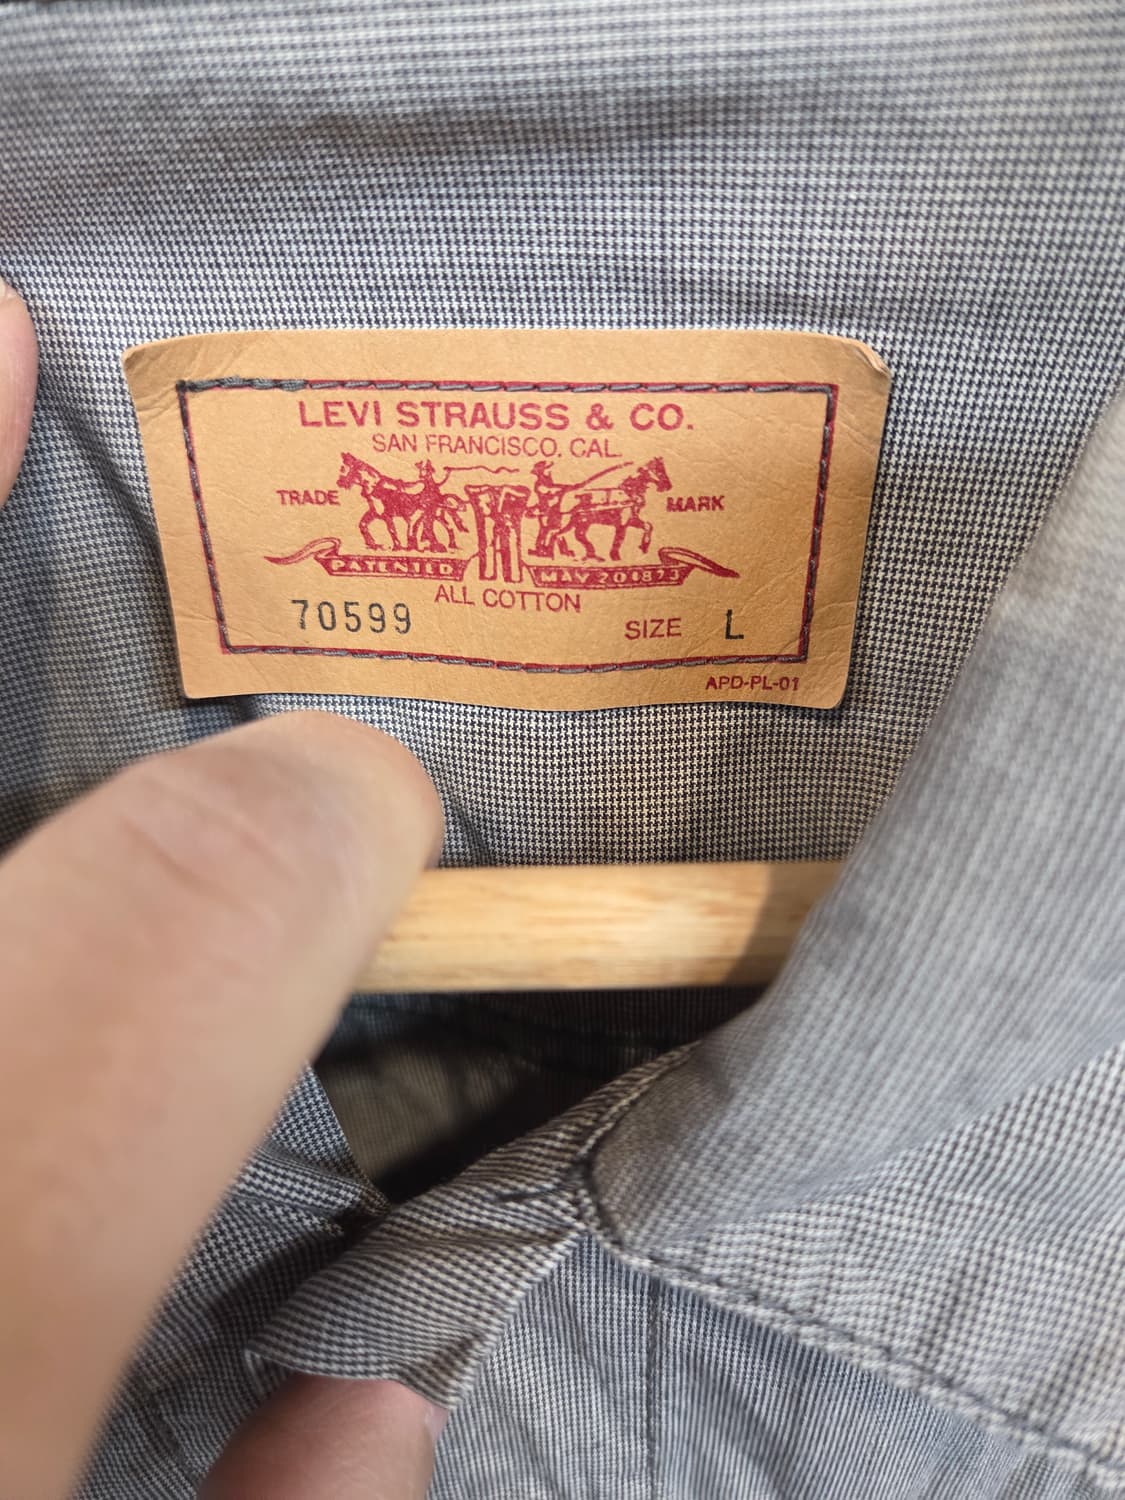 LEVI STRAUSS & CO.
SAN FRANCISCO, CAL.
TRADE MARK
PATENTED MAY 20 1873
ALL COTTON
70599 SIZE L
APD-PL-01